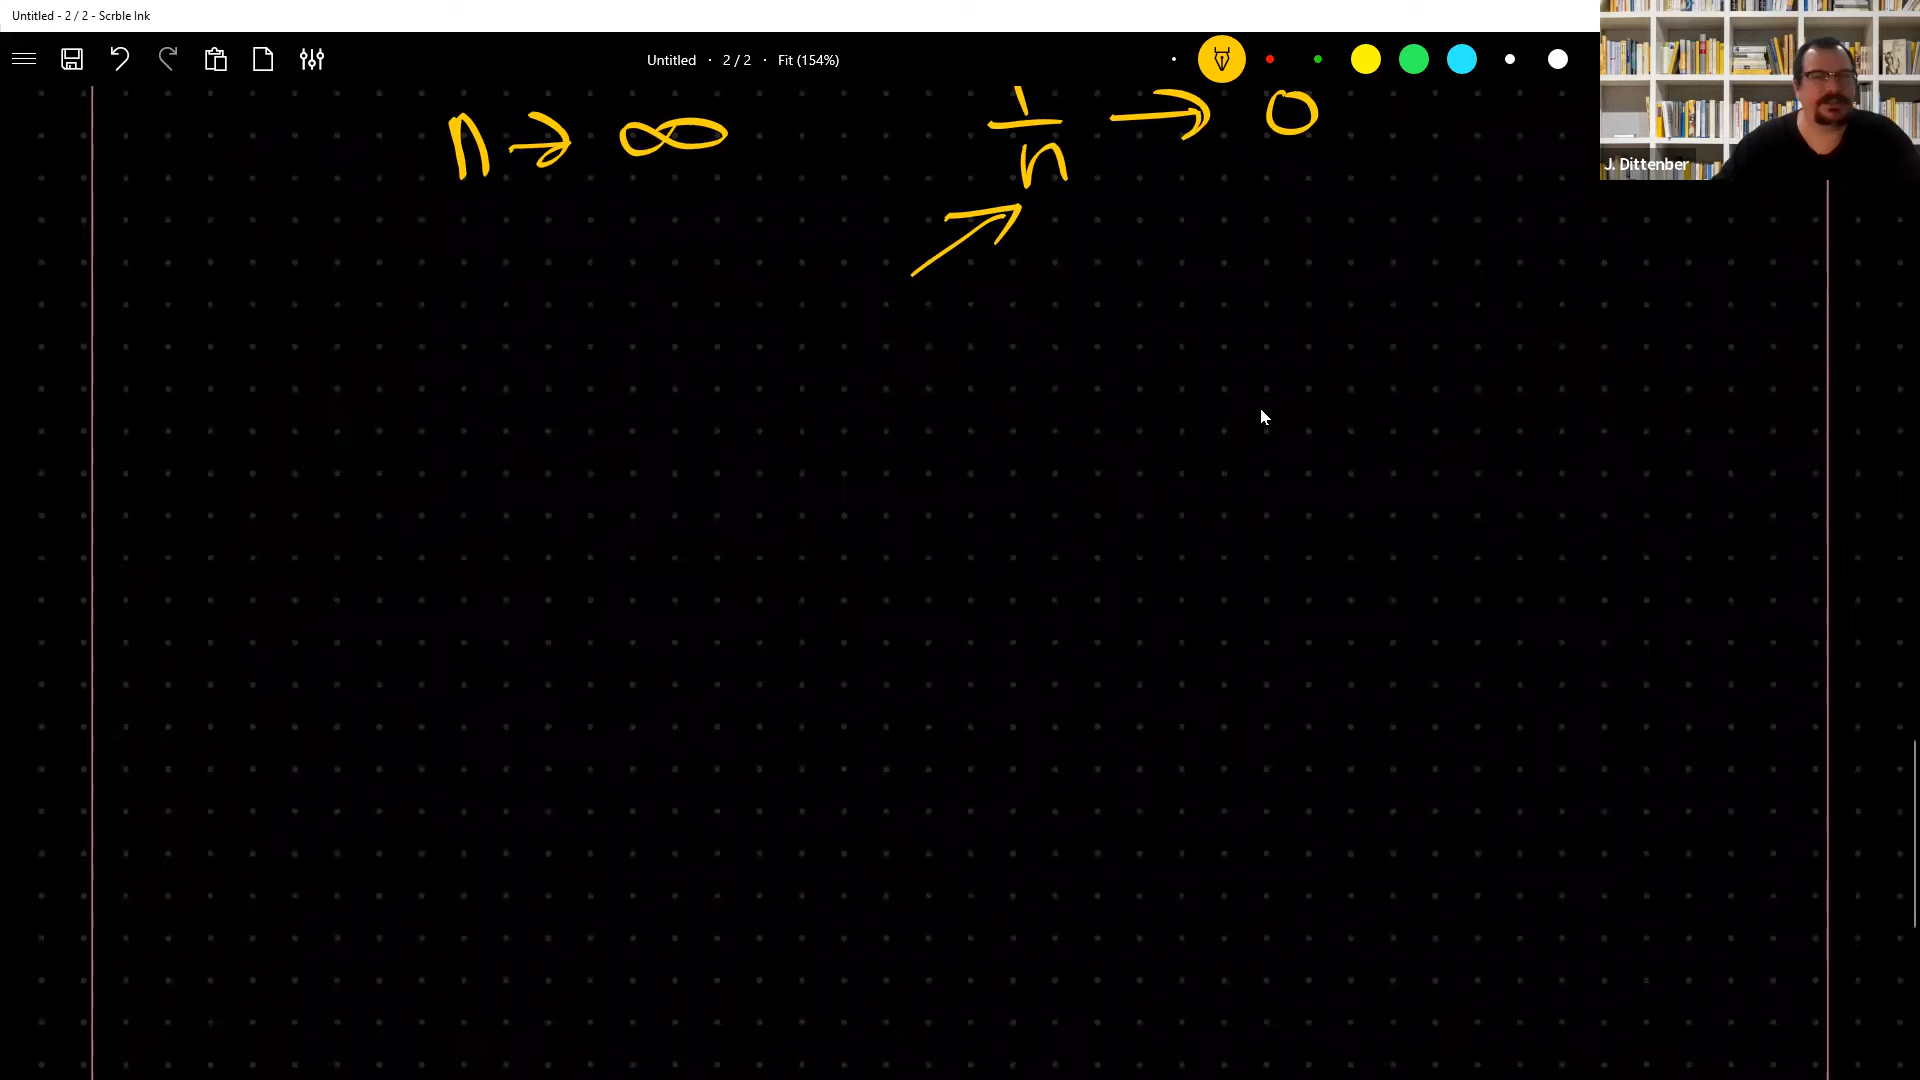 Untitled - 2 / 2 - Scrble Ink
Untitled · 2 / 2 · Fit (154%)
J. Dittenber
n → ∞
1/n → 0